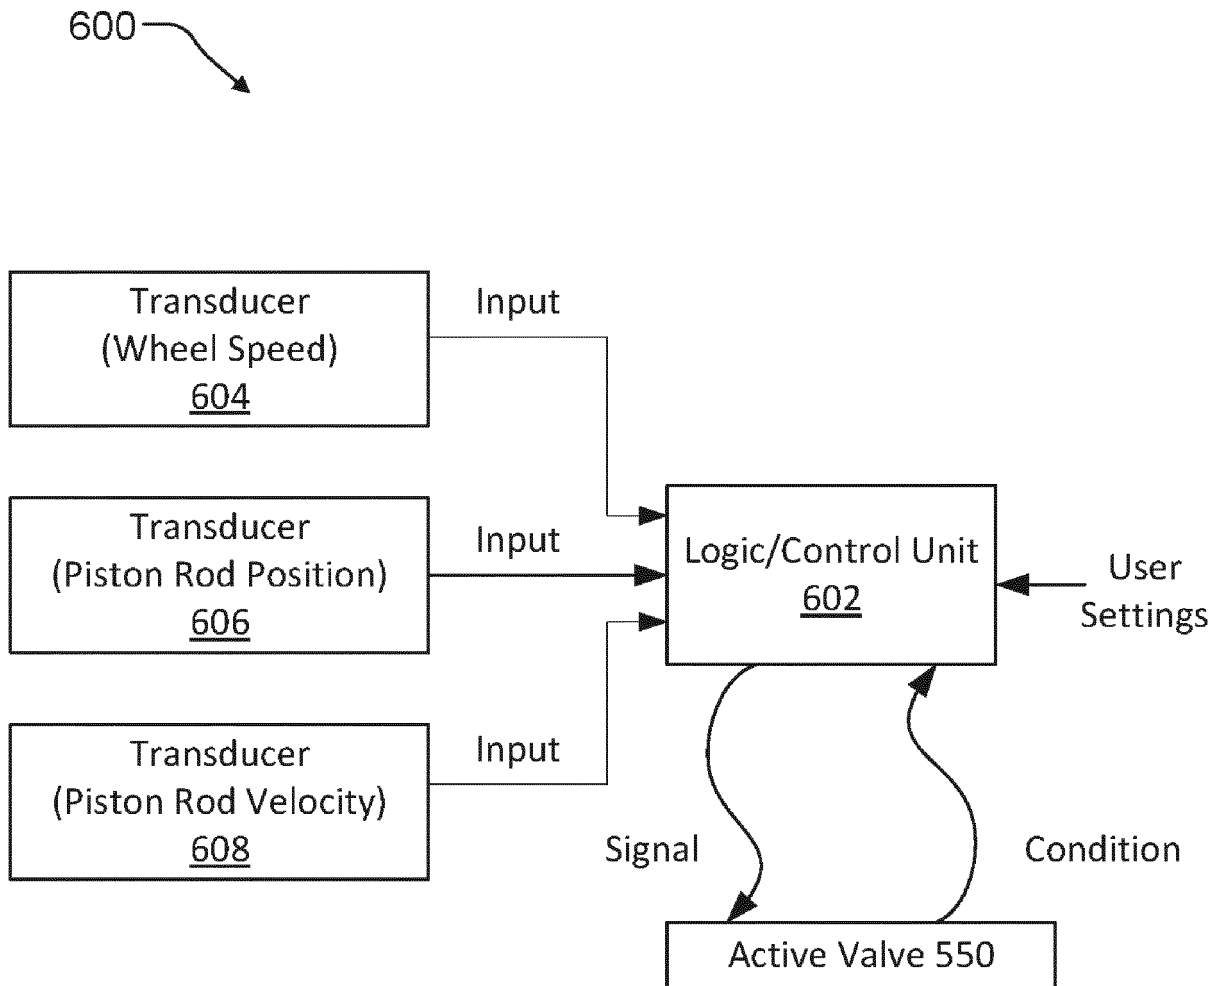 600
Transducer
(Wheel Speed)
604
Input
Transducer
(Piston Rod Position)
606
Input
Transducer
(Piston Rod Velocity)
608
Input
Logic/Control Unit
602
User
Settings
Signal
Condition
Active Valve 550